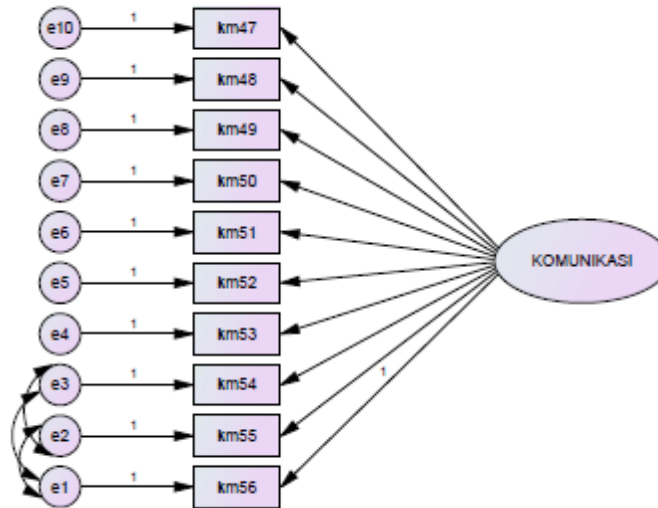 e10 1 km47
e9 1 km48
e8 1 km49
e7 1 km50
e6 1 km51
KOMUNIKASI
e5 1 km52
e4 1 km53
e3 1 km54 1
e2 1 km55
e1 1 km56